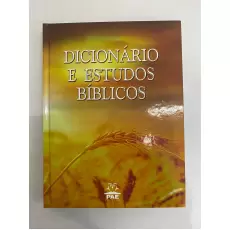 DICIONÁRIO
E ESTUDOS
BÍBLICOS
PAE